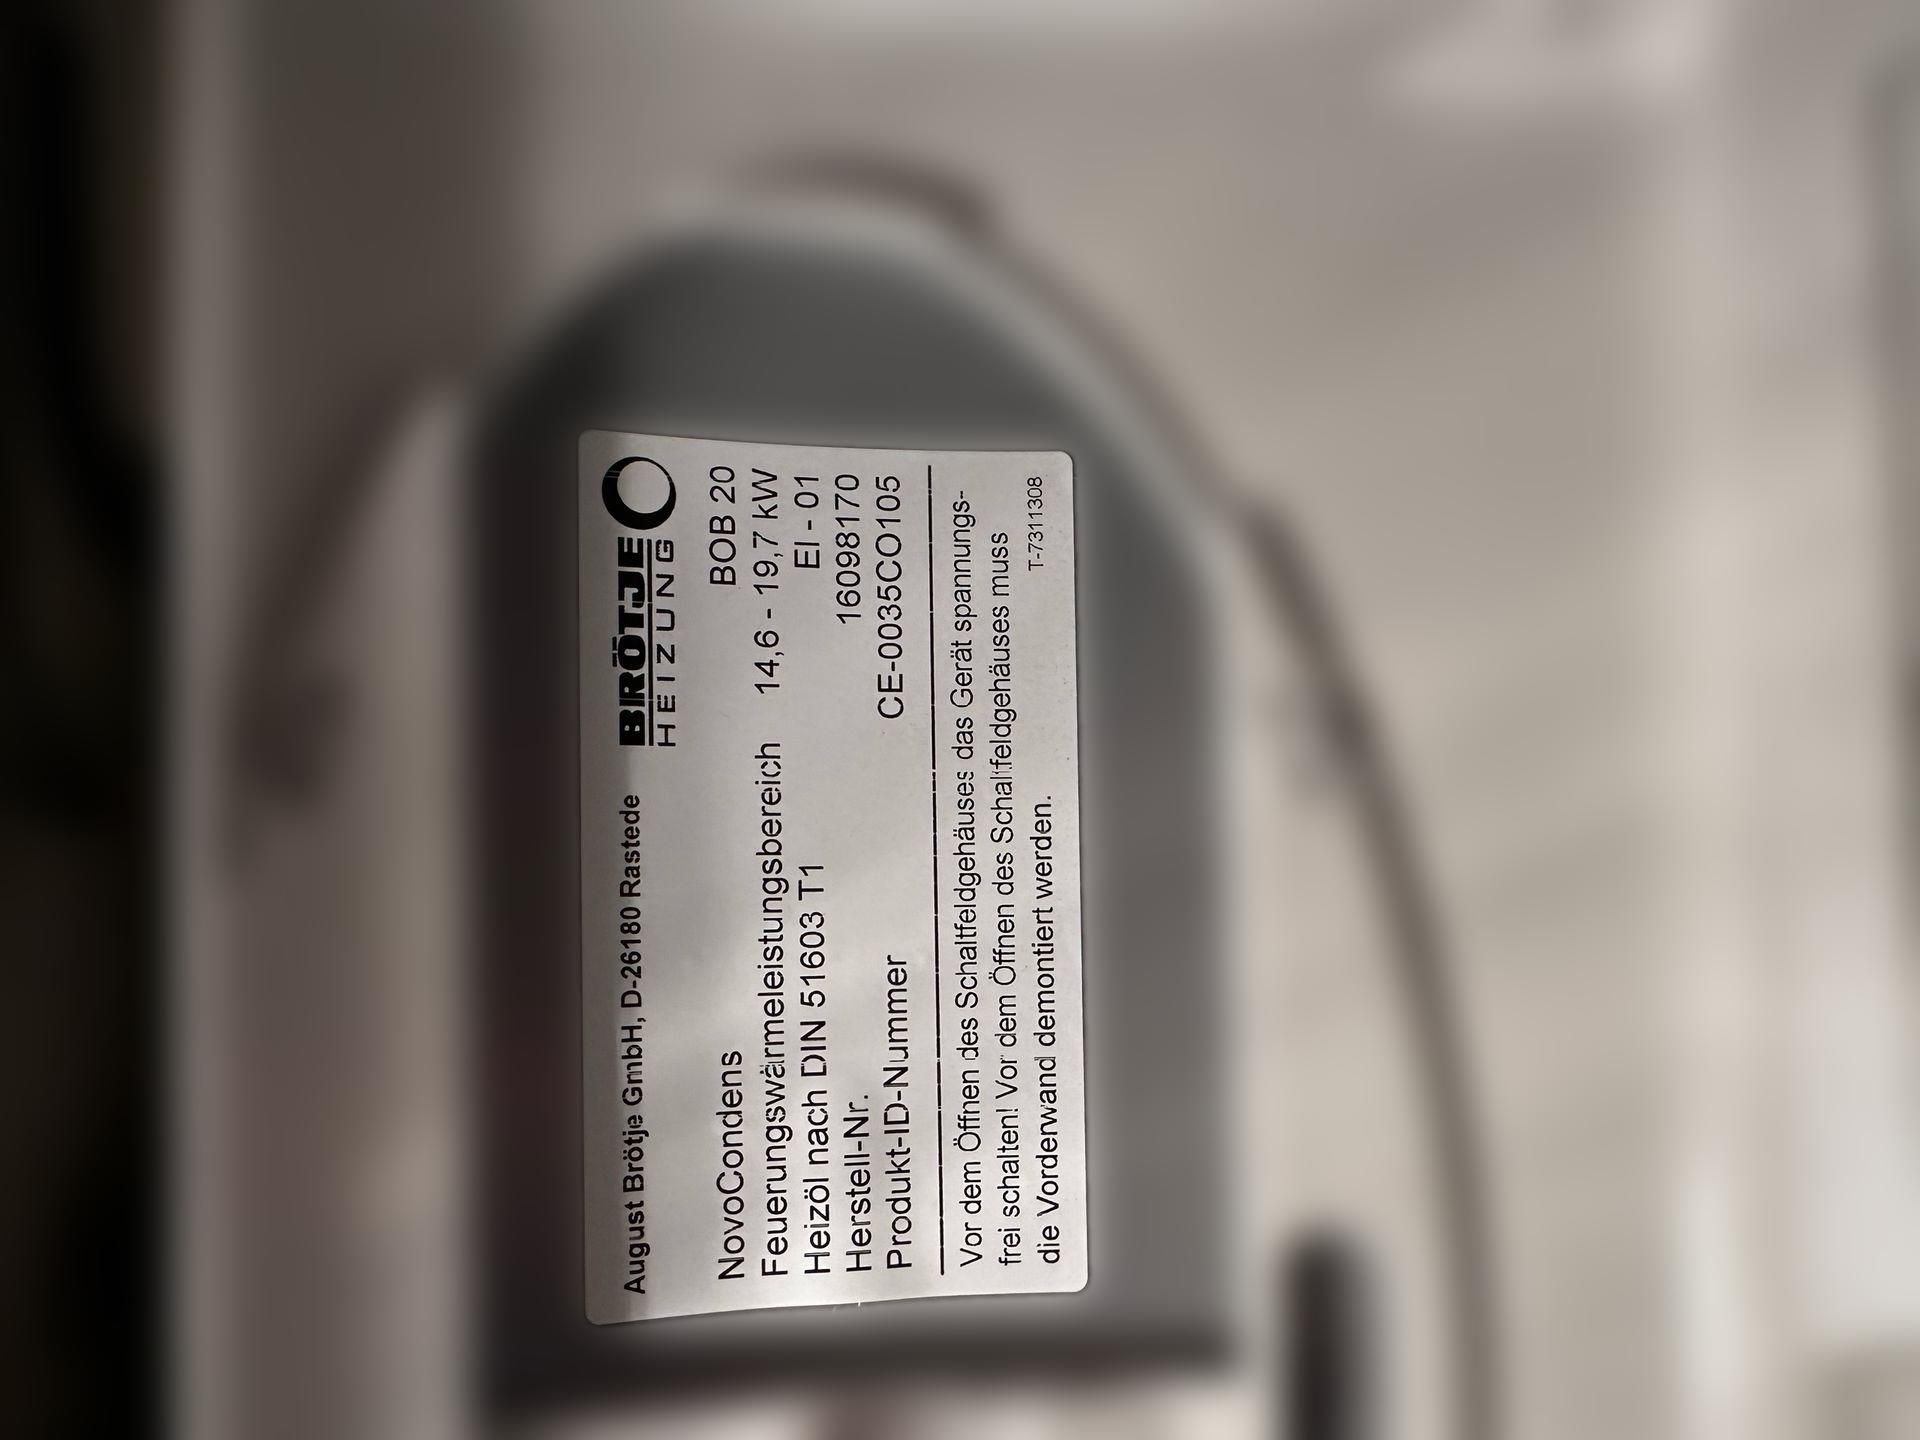 August Brötje GmbH, D-26180 Rastede
BRÖTJE
HEIZUNG
NovoCondens BOB 20
Feuerungswärmeleistungsbereich 14,6 - 19,7 kW
Heizöl nach DIN 51603 T1 EI - 01
Herstell-Nr. 16098170
Produkt-ID-Nummer CE-0035CO105
Vor dem Öffnen des Schaltfeldgehäuses das Gerät spannungs-
frei schalten! Vor dem Öffnen des Schaltfeldgehäuses muss
die Vorderwand demontiert werden.
T-7311308